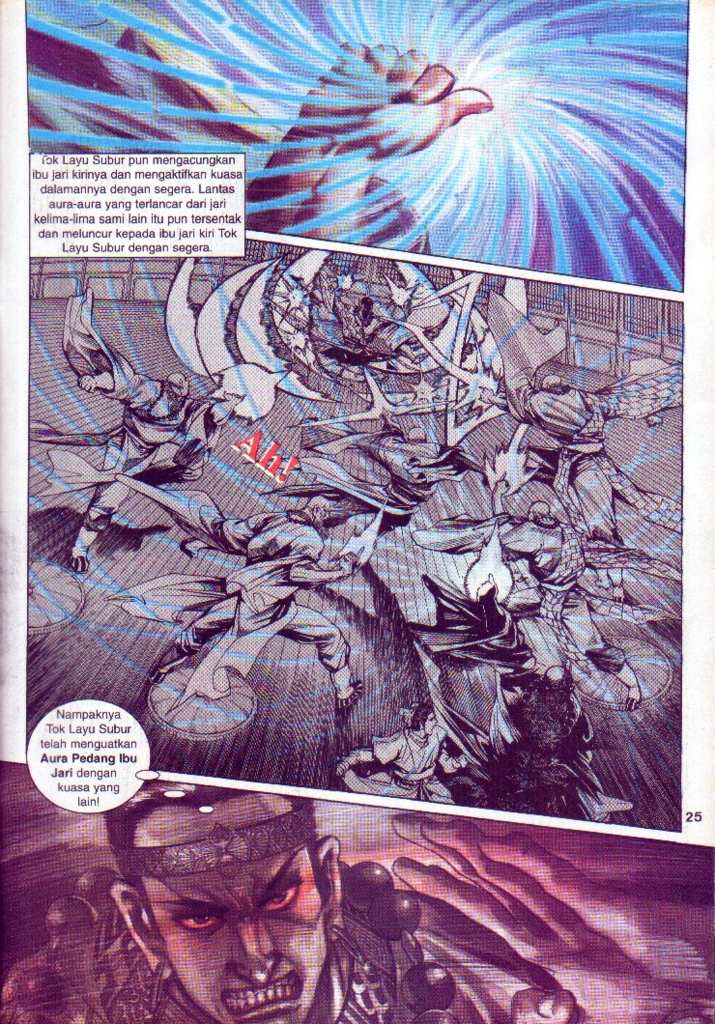 Tok Layu Subur pun mengacungkan
ibu jari kirinya dan mengaktifkan kuasa
dalamannya dengan segera. Lantas
aura-aura yang terlancar dari jari
kelima-lima sami lain itu pun tersentak
dan meluncur kepada ibu jari kiri Tok
Layu Subur dengan segera.
Ah!
Nampaknya
Tok Layu Subur
telah menguatkan
Aura Pedang Ibu
Jari dengan
kuasa yang
lain!
25